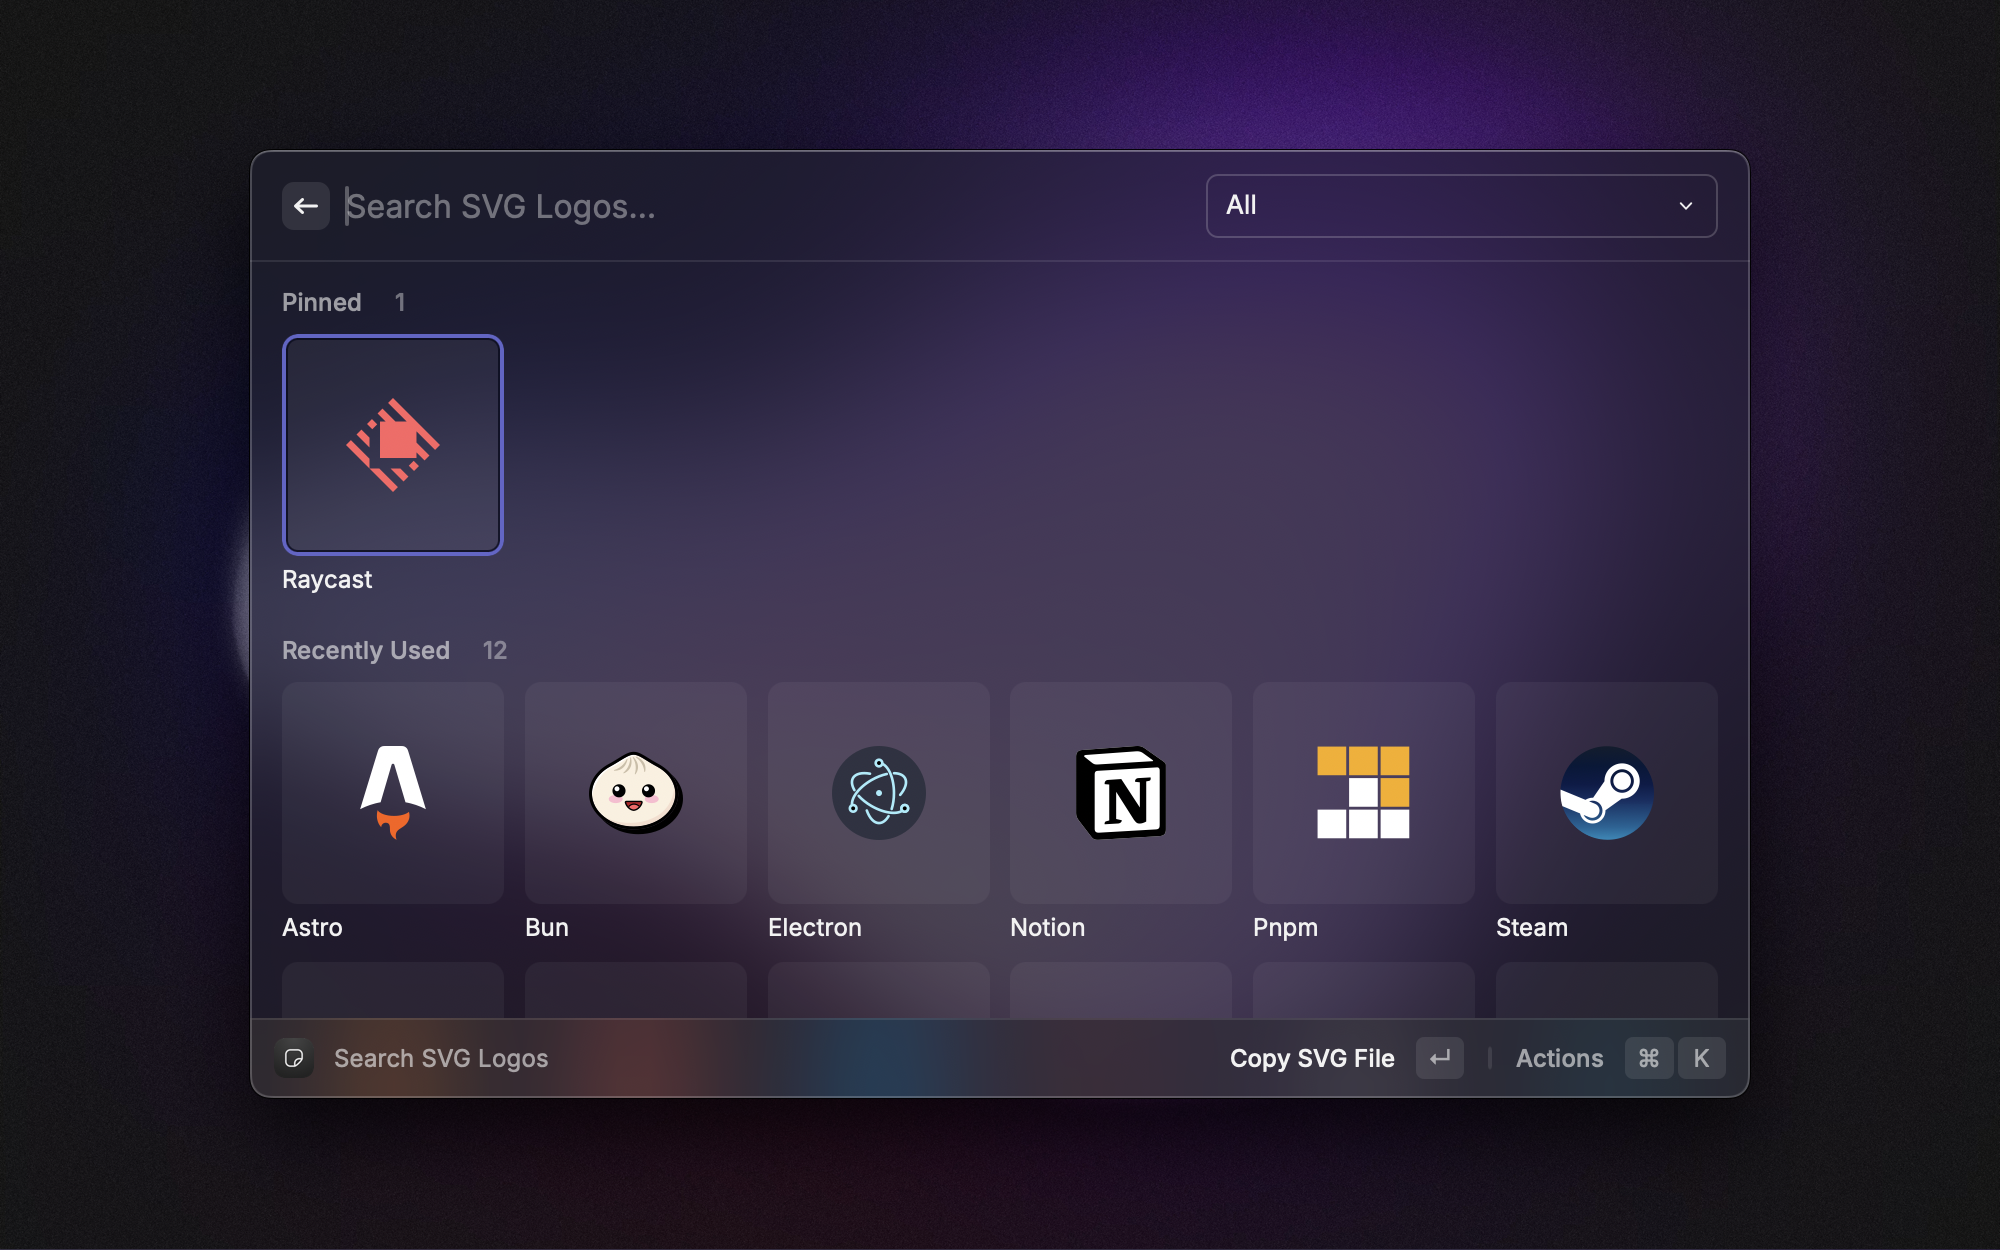 Search SVG Logos...
All
Pinned 1
Raycast
Recently Used 12
N
Astro Bun Electron Notion Pnpm Steam
Search SVG Logos Copy SVG File ↵ Actions ⌘ K